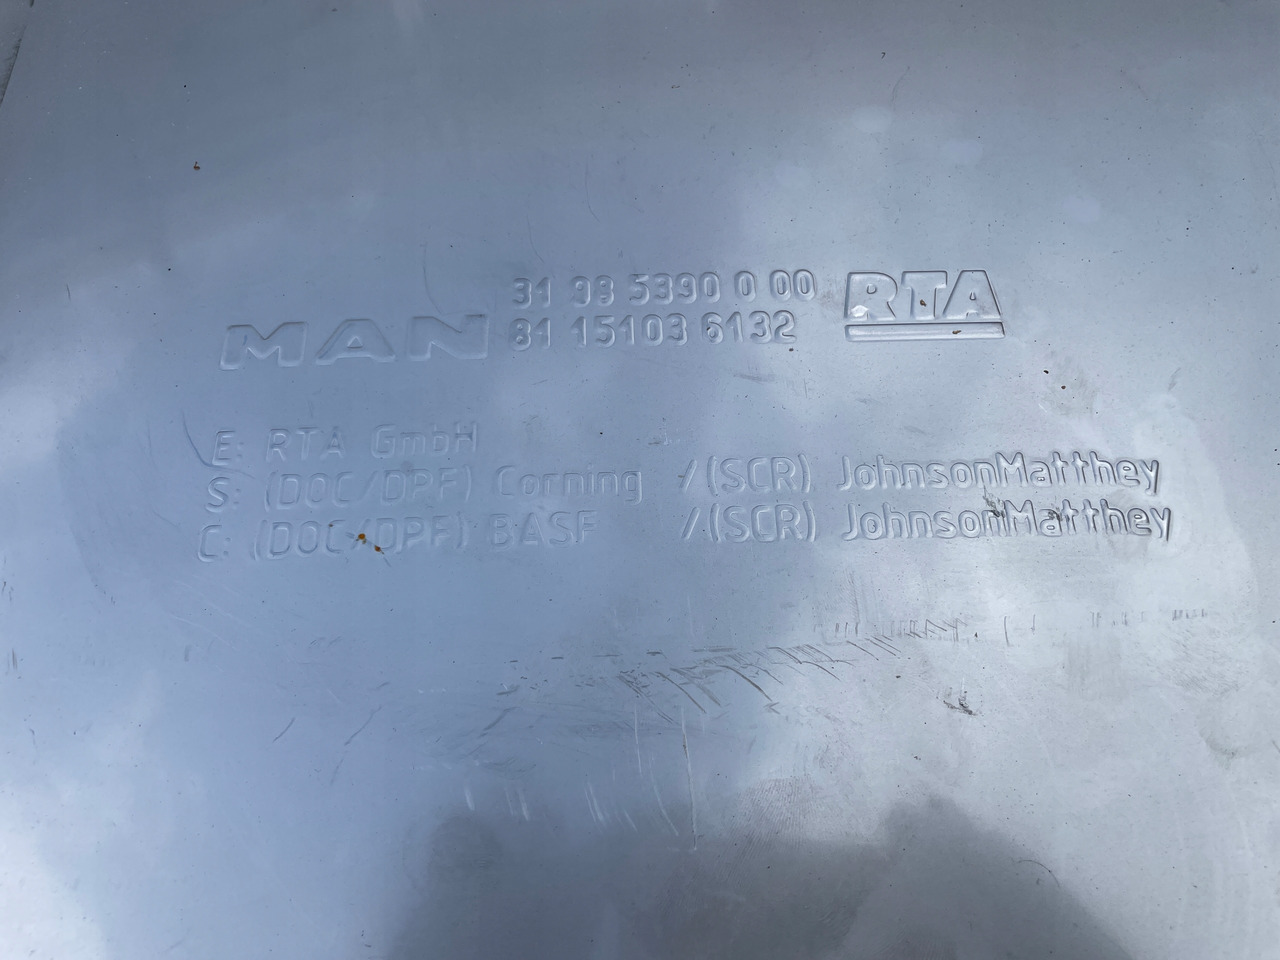 31 98 5390 0 00 RTA
MAN 81 15103 6132
E: RTA GmbH
S: (DOC/DPF) Corning / (SCR) JohnsonMatthey
C: (DOC/DPF) BASF / (SCR) JohnsonMatthey